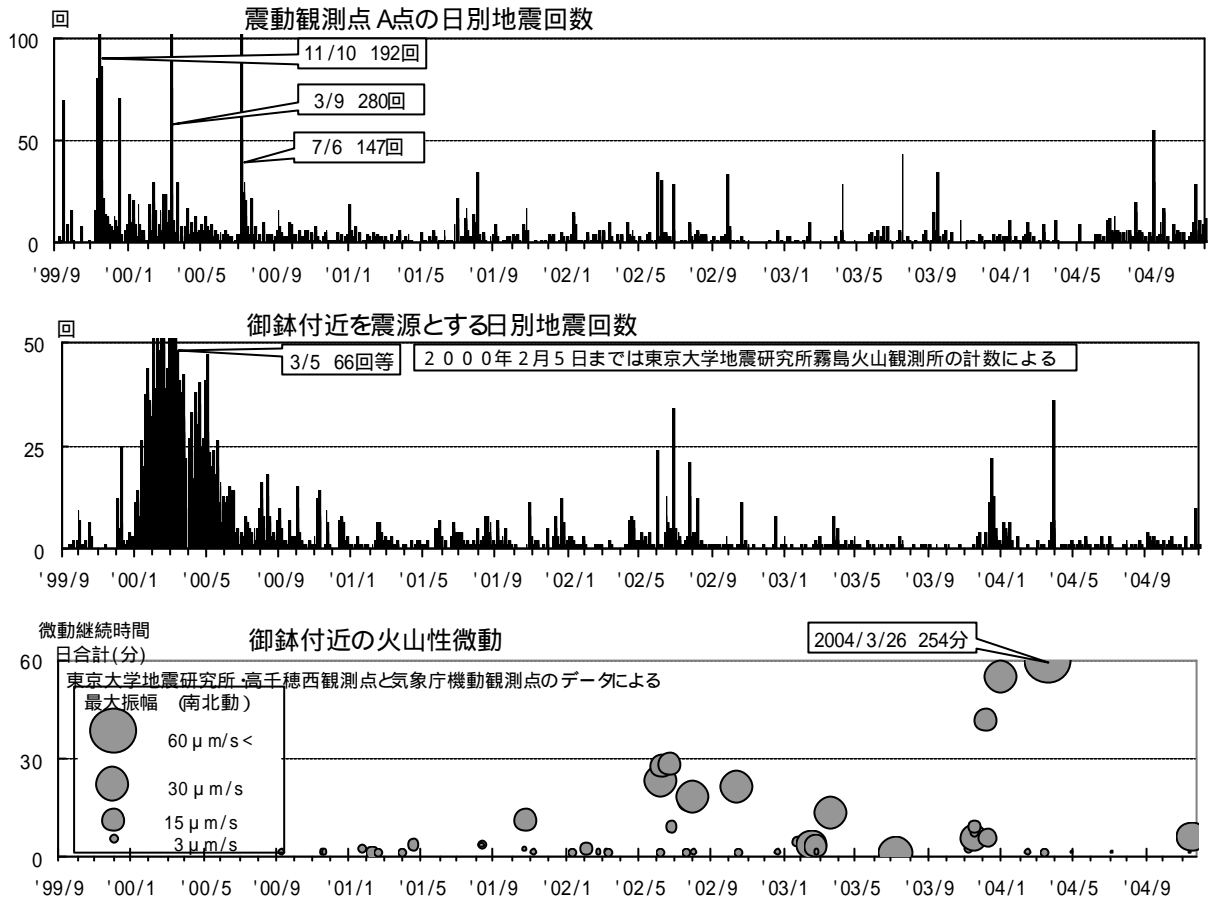 回
震動観測点 A点の日別地震回数
100
11/10 192回
3/9 280回
50
7/6 147回
0
'99/9 '00/1 '00/5 '00/9 '01/1 '01/5 '01/9 '02/1 '02/5 '02/9 '03/1 '03/5 '03/9 '04/1 '04/5 '04/9
回
御鉢付近を震源とする日別地震回数
50
3/5 66回等
2000年2月5日までは東京大学地震研究所霧島火山観測所の計数による
25
0
'99/9 '00/1 '00/5 '00/9 '01/1 '01/5 '01/9 '02/1 '02/5 '02/9 '03/1 '03/5 '03/9 '04/1 '04/5 '04/9
微動継続時間
日合計(分)
御鉢付近の火山性微動
2004/3/26 254分
60
東京大学地震研究所・高千穂西観測点と気象庁機動観測点のデータによる
最大振幅 (南北動)
60μm/s<
30
30μm/s
15μm/s
3μm/s
0
'99/9 '00/1 '00/5 '00/9 '01/1 '01/5 '01/9 '02/1 '02/5 '02/9 '03/1 '03/5 '03/9 '04/1 '04/5 '04/9